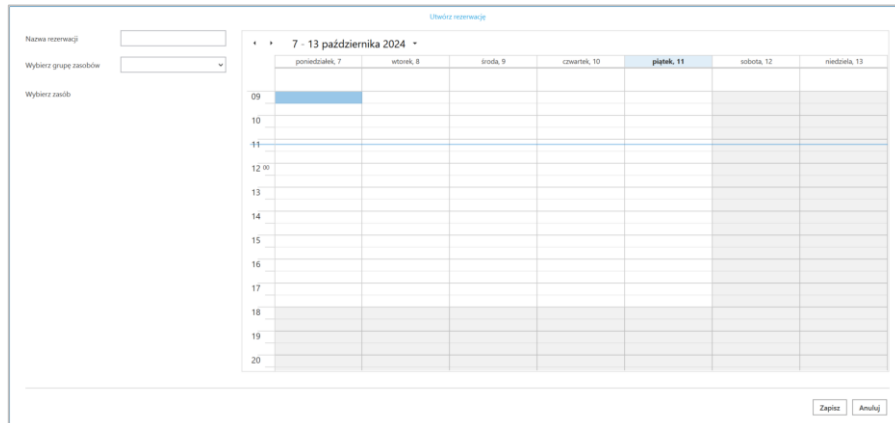 Utwórz rezerwację
Nazwa rezerwacji
Wybierz grupę zasobów
Wybierz zasób
7 - 13 października 2024
poniedziałek, 7 wtorek, 8 środa, 9 czwartek, 10 piątek, 11 sobota, 12 niedziela, 13
09
10
11
12 00
13
14
15
16
17
18
19
20
Zapisz Anuluj